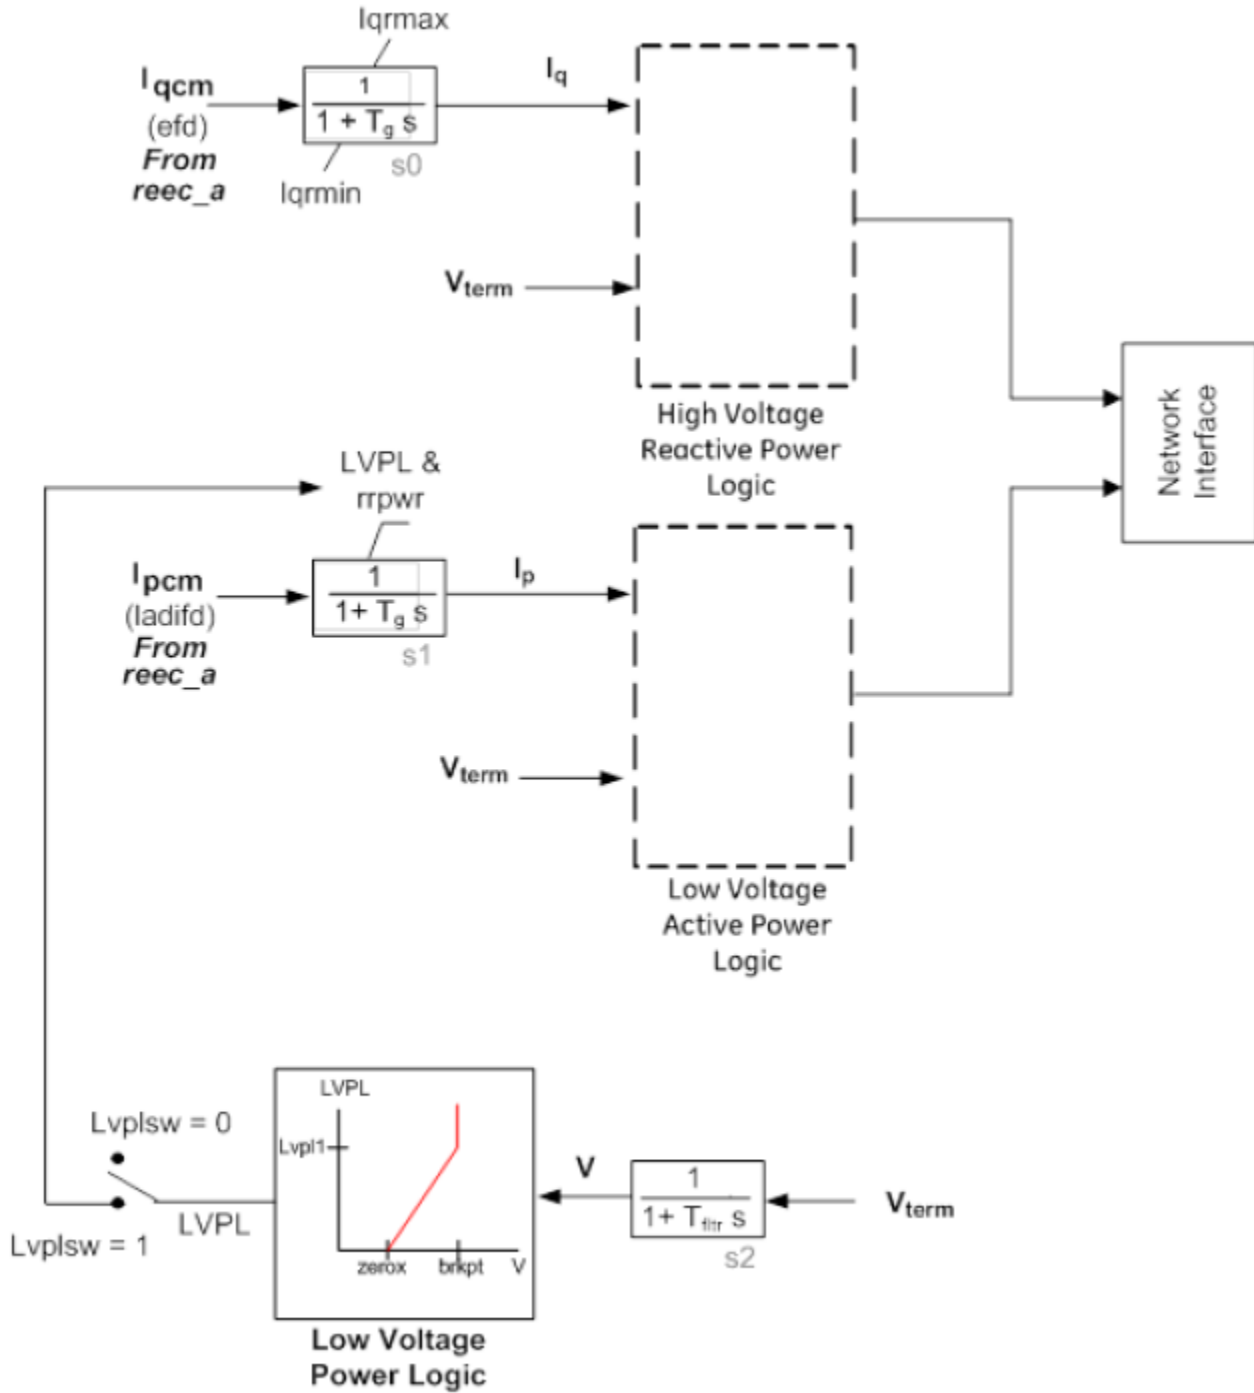 Iqrmax
Iqcm
(efd)
From
reec_a
1
1 + Tg s
s0
Iqrmin
Iq
Vterm
High Voltage
Reactive Power
Logic
Network
Interface
LVPL &
rrpwr
Ipcm
(Iadifd)
From
reec_a
1
1+ Tg s
s1
Ip
Vterm
Low Voltage
Active Power
Logic
Lvplsw = 0
Lvplsw = 1
LVPL
LVPL
Lvpl1
zerox brkpt V
Low Voltage
Power Logic
V
1
1+ Tfltr s
s2
Vterm